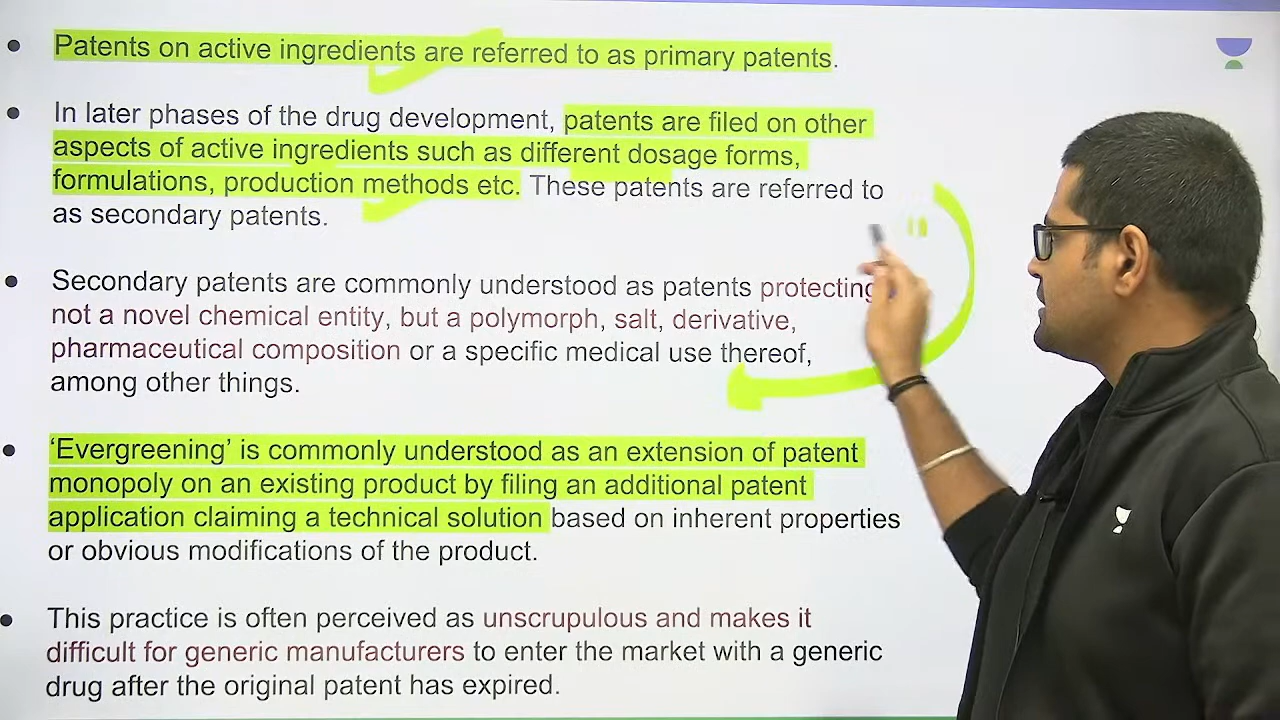 Patents on active ingredients are referred to as primary patents.
In later phases of the drug development, patents are filed on other
aspects of active ingredients such as different dosage forms,
formulations, production methods etc. These patents are referred to
as secondary patents.
Secondary patents are commonly understood as patents protecting
not a novel chemical entity, but a polymorph, salt, derivative,
pharmaceutical composition or a specific medical use thereof,
among other things.
‘Evergreening’ is commonly understood as an extension of patent
monopoly on an existing product by filing an additional patent
application claiming a technical solution based on inherent properties
or obvious modifications of the product.
This practice is often perceived as unscrupulous and makes it
difficult for generic manufacturers to enter the market with a generic
drug after the original patent has expired.